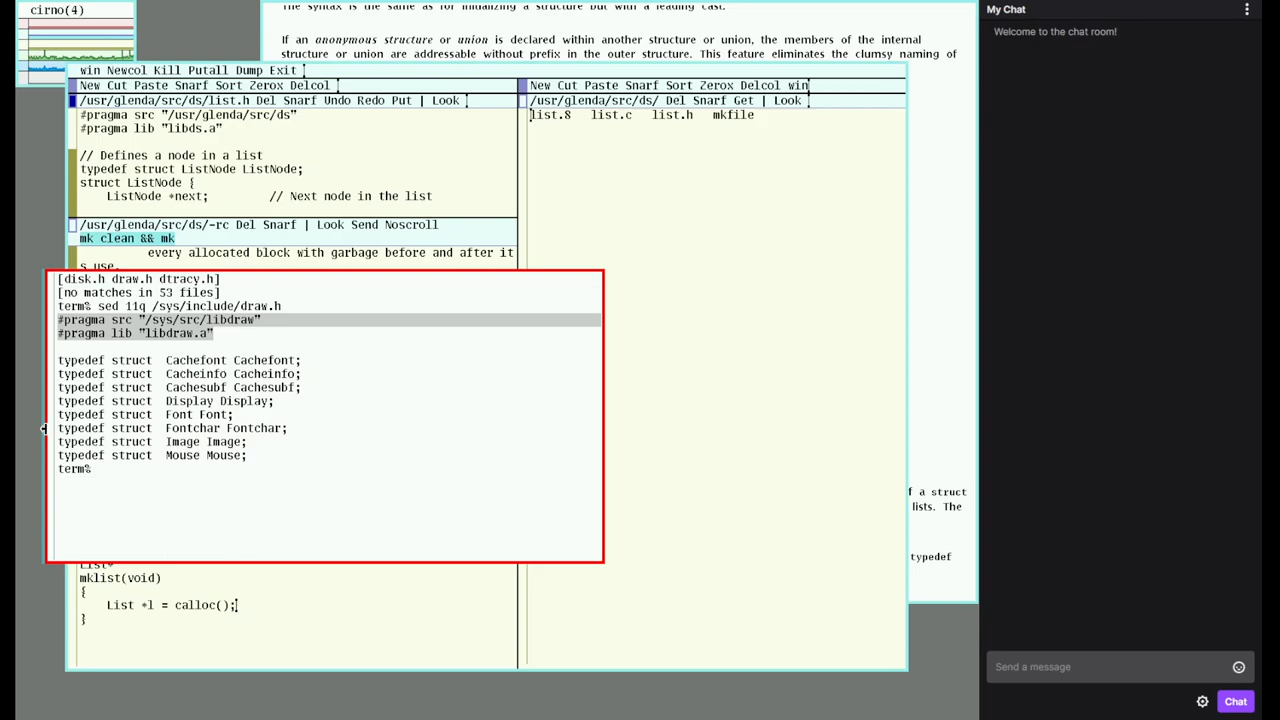 cirno(4)
The syntax is the same as for initializing a structure but with a leading cast.
If an anonymous structure or union is declared within another structure or union, the members of the internal
structure or union are addressable without prefix in the outer structure. This feature eliminates the clumsy naming of
win Newcol Kill Putall Dump Exit
New Cut Paste Snarf Sort Zerox Delcol
/usr/glenda/src/ds/list.h Del Snarf Undo Redo Put | Look
#pragma src "/usr/glenda/src/ds"
#pragma lib "libds.a"
// Defines a node in a list
typedef struct ListNode ListNode;
struct ListNode {
ListNode *next; // Next node in the list
/usr/glenda/src/ds/-rc Del Snarf | Look Send Noscroll
mk clean && mk
every allocated block with garbage before and after it
s use.
[disk.h draw.h dtracy.h]
[no matches in 53 files]
term% sed 11q /sys/include/draw.h
#pragma src "/sys/src/libdraw"
#pragma lib "libdraw.a"
typedef struct Cachefont Cachefont;
typedef struct Cacheinfo Cacheinfo;
typedef struct Cachesubf Cachesubf;
typedef struct Display Display;
typedef struct Font Font;
typedef struct Fontchar Fontchar;
typedef struct Image Image;
typedef struct Mouse Mouse;
term%
List*
mklist(void)
{
List *l = calloc();
}
New Cut Paste Snarf Sort Zerox Delcol win
/usr/glenda/src/ds/ Del Snarf Get | Look
list.8 list.c list.h mkfile
f a struct
lists. The
typedef
My Chat
Welcome to the chat room!
Send a message
Chat